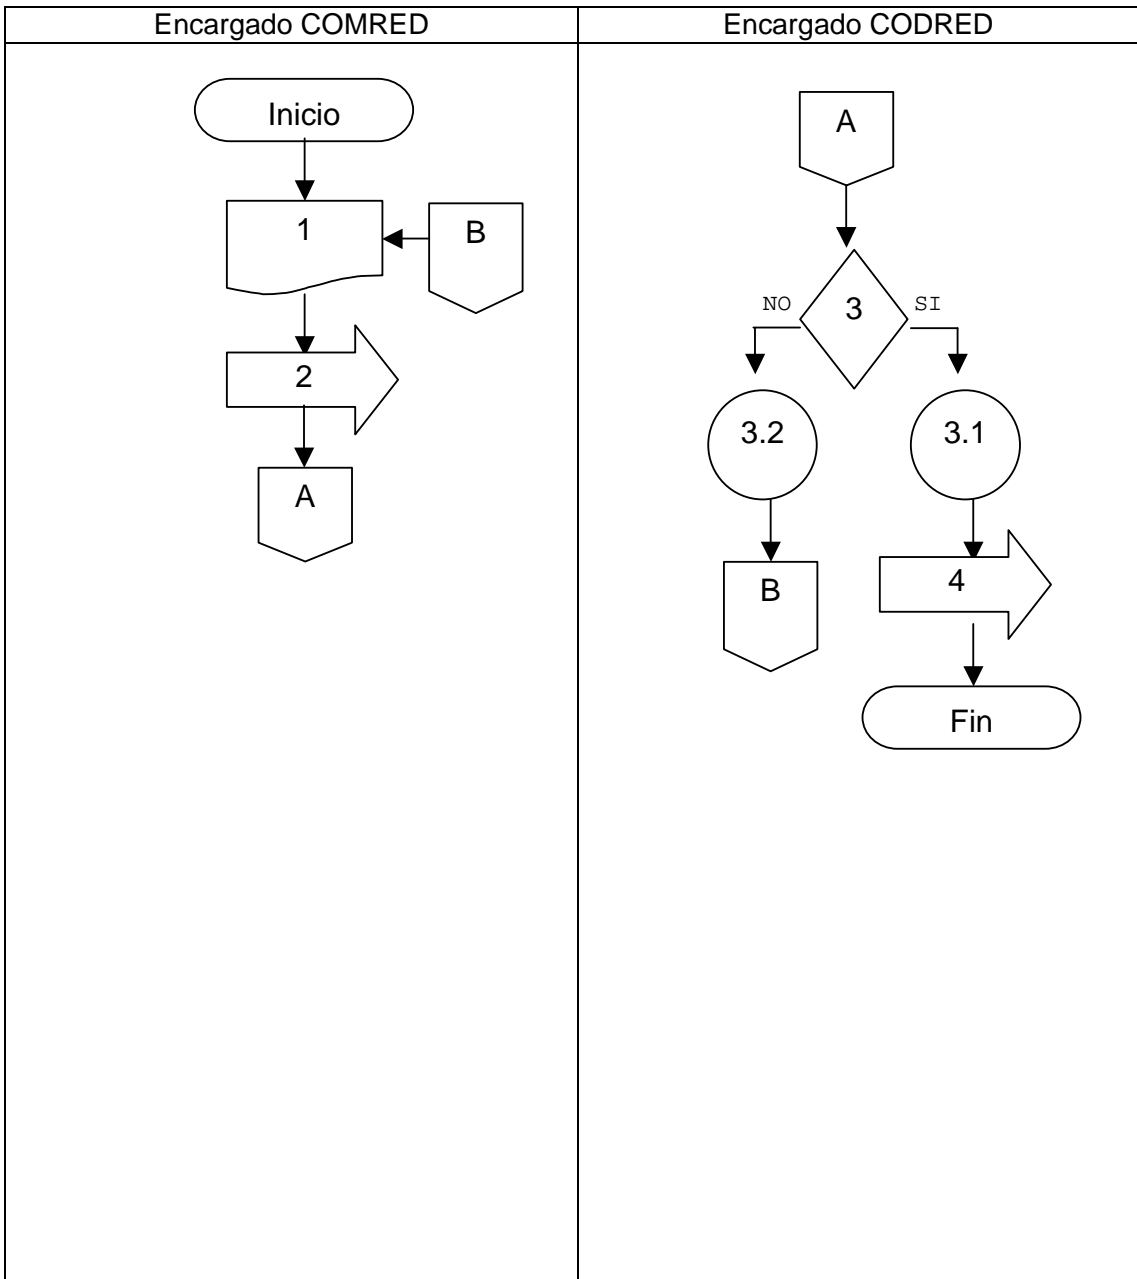 Encargado COMRED
Encargado CODRED
Inicio
1
B
2
A
A
3
NO
SI
3.2
3.1
B
4
Fin